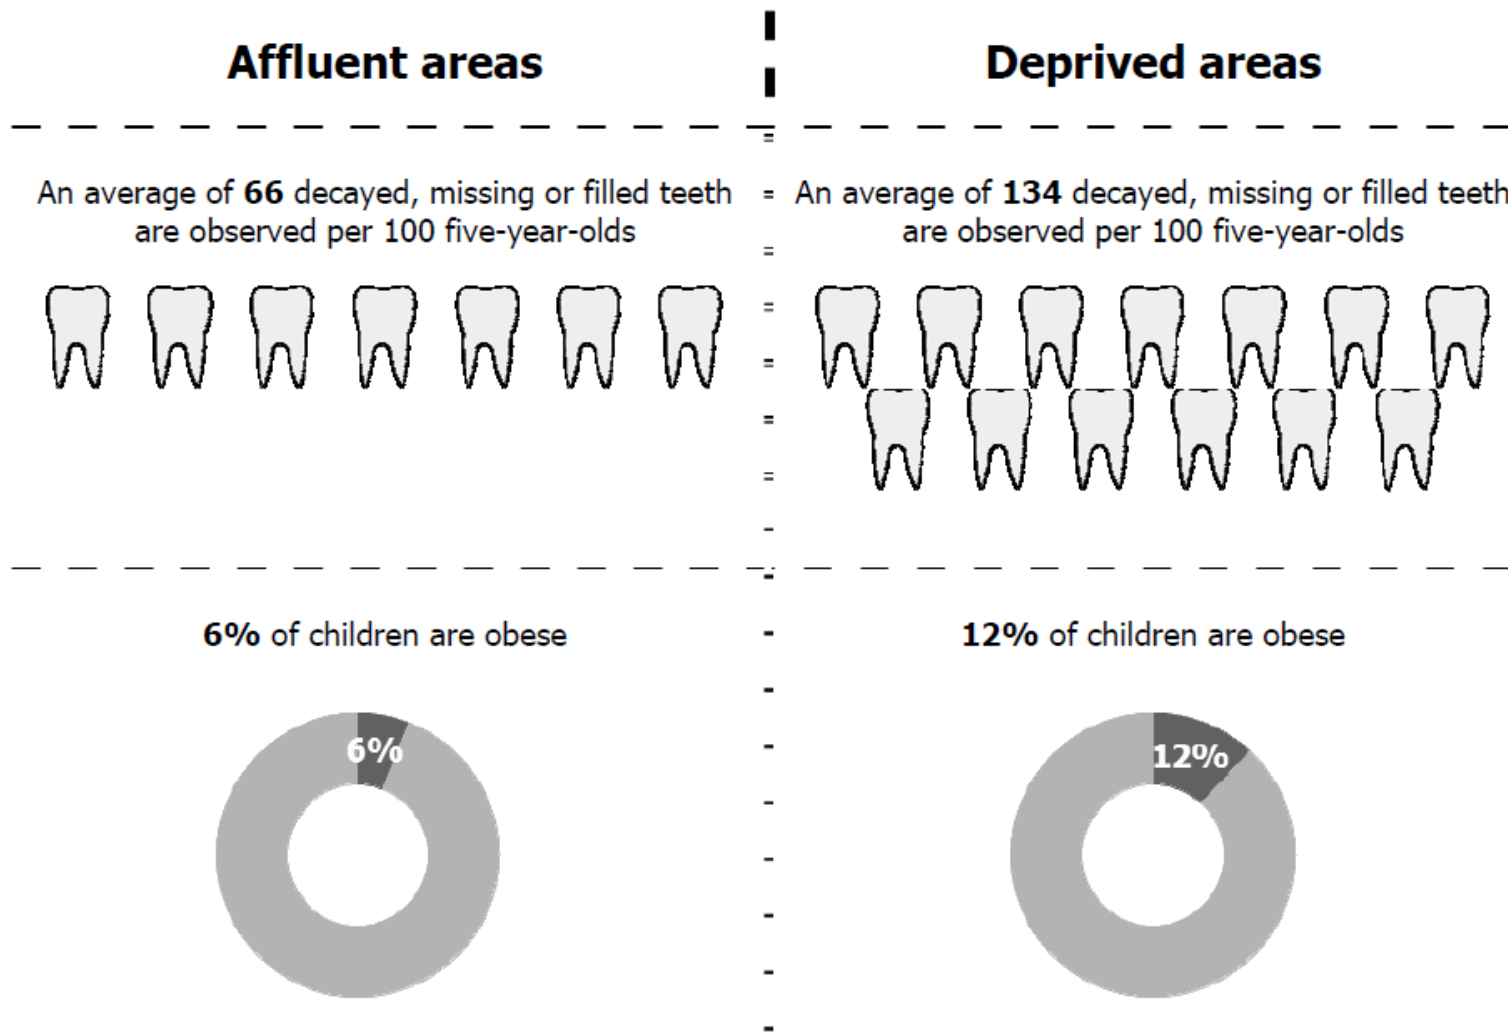 Affluent areas
Deprived areas
An average of 66 decayed, missing or filled teeth
are observed per 100 five-year-olds
An average of 134 decayed, missing or filled teeth
are observed per 100 five-year-olds
6% of children are obese
12% of children are obese
6%
12%